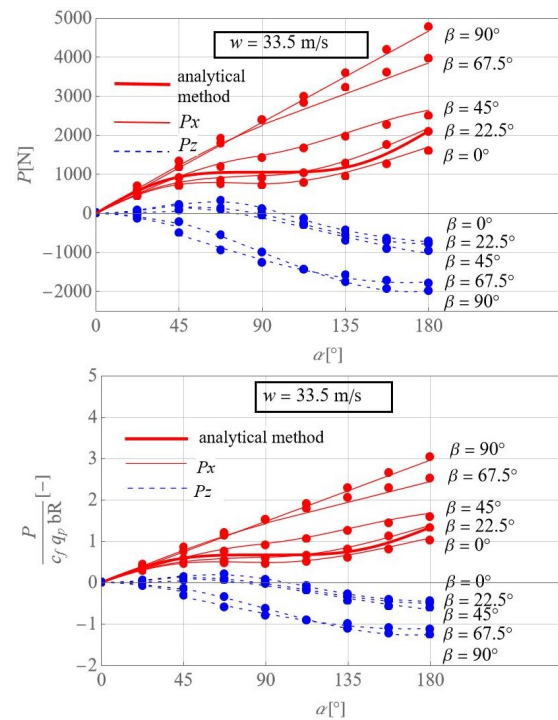 5000
4000
3000
2000
1000
0
−1000
−2000
P[N]
w = 33.5 m/s
analytical
method
Px
Pz
β = 90°
β = 67.5°
β = 45°
β = 22.5°
β = 0°
β = 0°
β = 22.5°
β = 45°
β = 67.5°
β = 90°
0 45 90 135 180
α[°]
5
4
3
2
1
0
−1
−2
P
[−]
c_f q_p bR
w = 33.5 m/s
analytical method
Px
Pz
β = 90°
β = 67.5°
β = 45°
β = 22.5°
β = 0°
β = 0°
β = 22.5°
β = 45°
β = 67.5°
β = 90°
0 45 90 135 180
α[°]